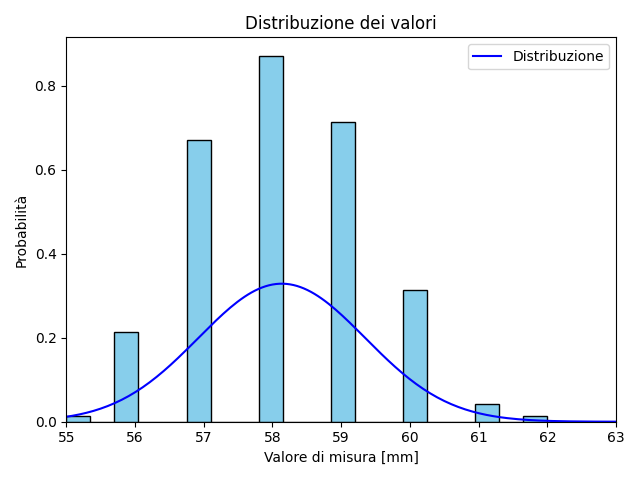 Distribuzione dei valori
Distribuzione
Probabilità
0.8
0.6
0.4
0.2
0.0
55 56 57 58 59 60 61 62 63
Valore di misura [mm]